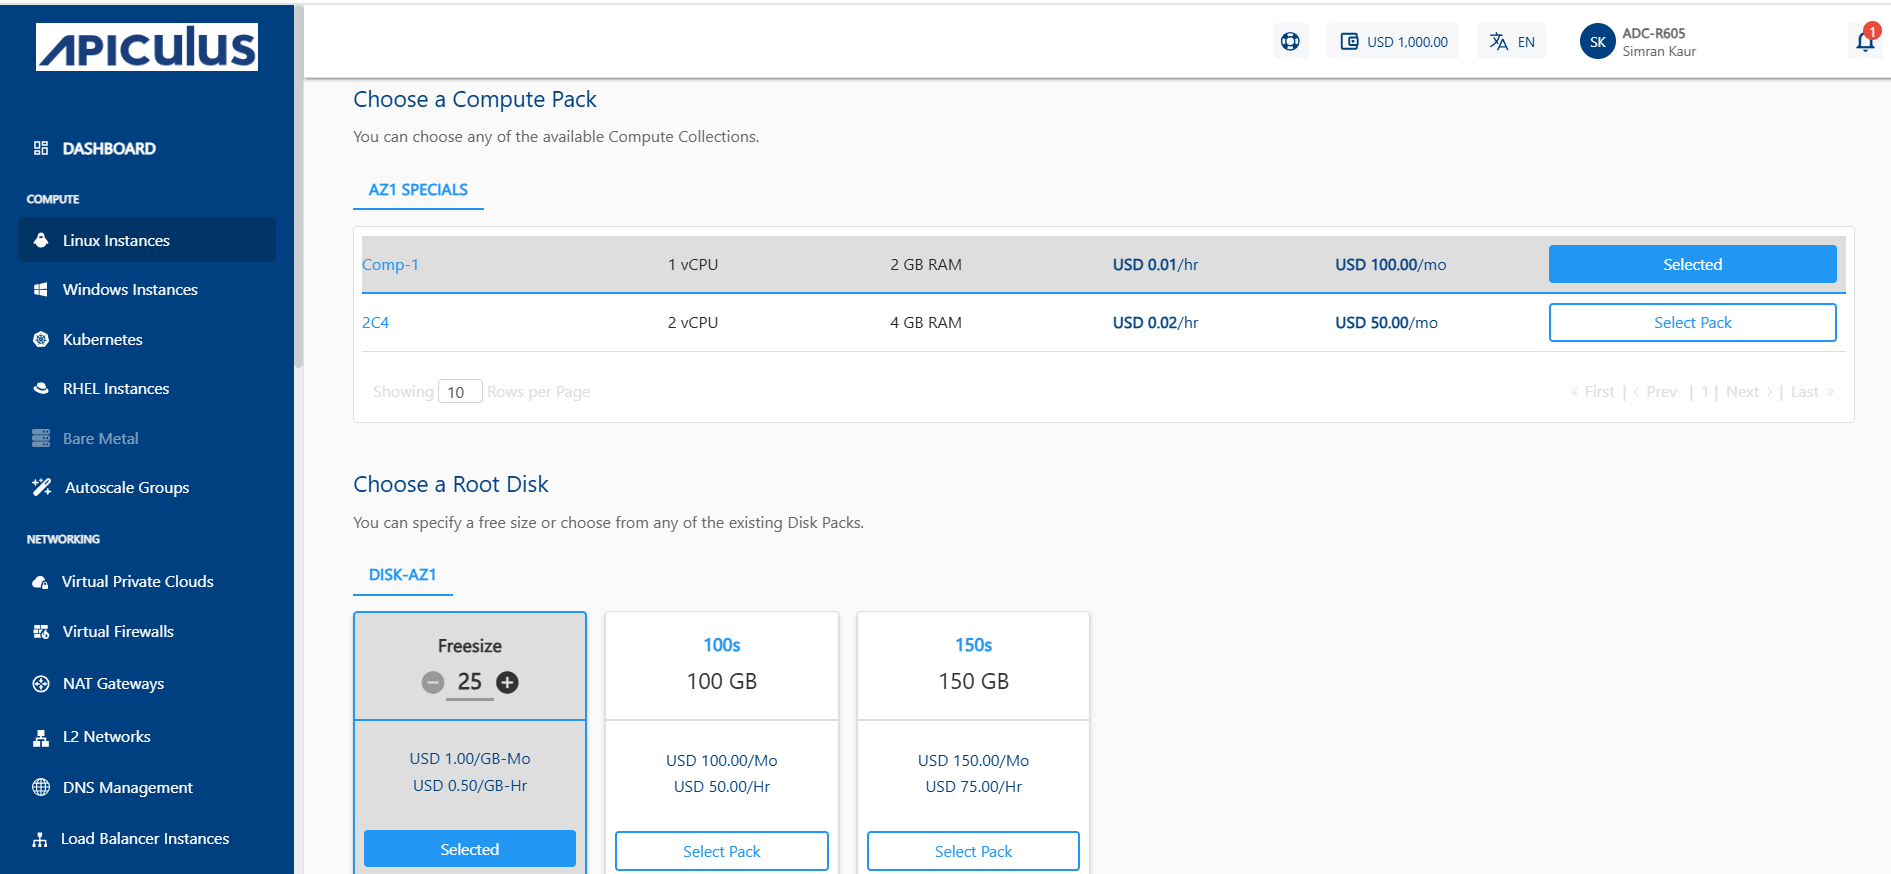 APICULUS
USD 1,000.00
EN
SK
ADC-R605
Simran Kaur
1
DASHBOARD
COMPUTE
Linux Instances
Windows Instances
Kubernetes
RHEL Instances
Bare Metal
Autoscale Groups
NETWORKING
Virtual Private Clouds
Virtual Firewalls
NAT Gateways
L2 Networks
DNS Management
Load Balancer Instances
Choose a Compute Pack
You can choose any of the available Compute Collections.
AZ1 SPECIALS
Comp-1 1 vCPU 2 GB RAM USD 0.01/hr USD 100.00/mo Selected
2C4 2 vCPU 4 GB RAM USD 0.02/hr USD 50.00/mo Select Pack
Showing 10 Rows per Page « First | ‹ Prev | 1 | Next › | Last »
Choose a Root Disk
You can specify a free size or choose from any of the existing Disk Packs.
DISK-AZ1
Freesize
25
USD 1.00/GB-Mo
USD 0.50/GB-Hr
Selected
100s
100 GB
USD 100.00/Mo
USD 50.00/Hr
Select Pack
150s
150 GB
USD 150.00/Mo
USD 75.00/Hr
Select Pack